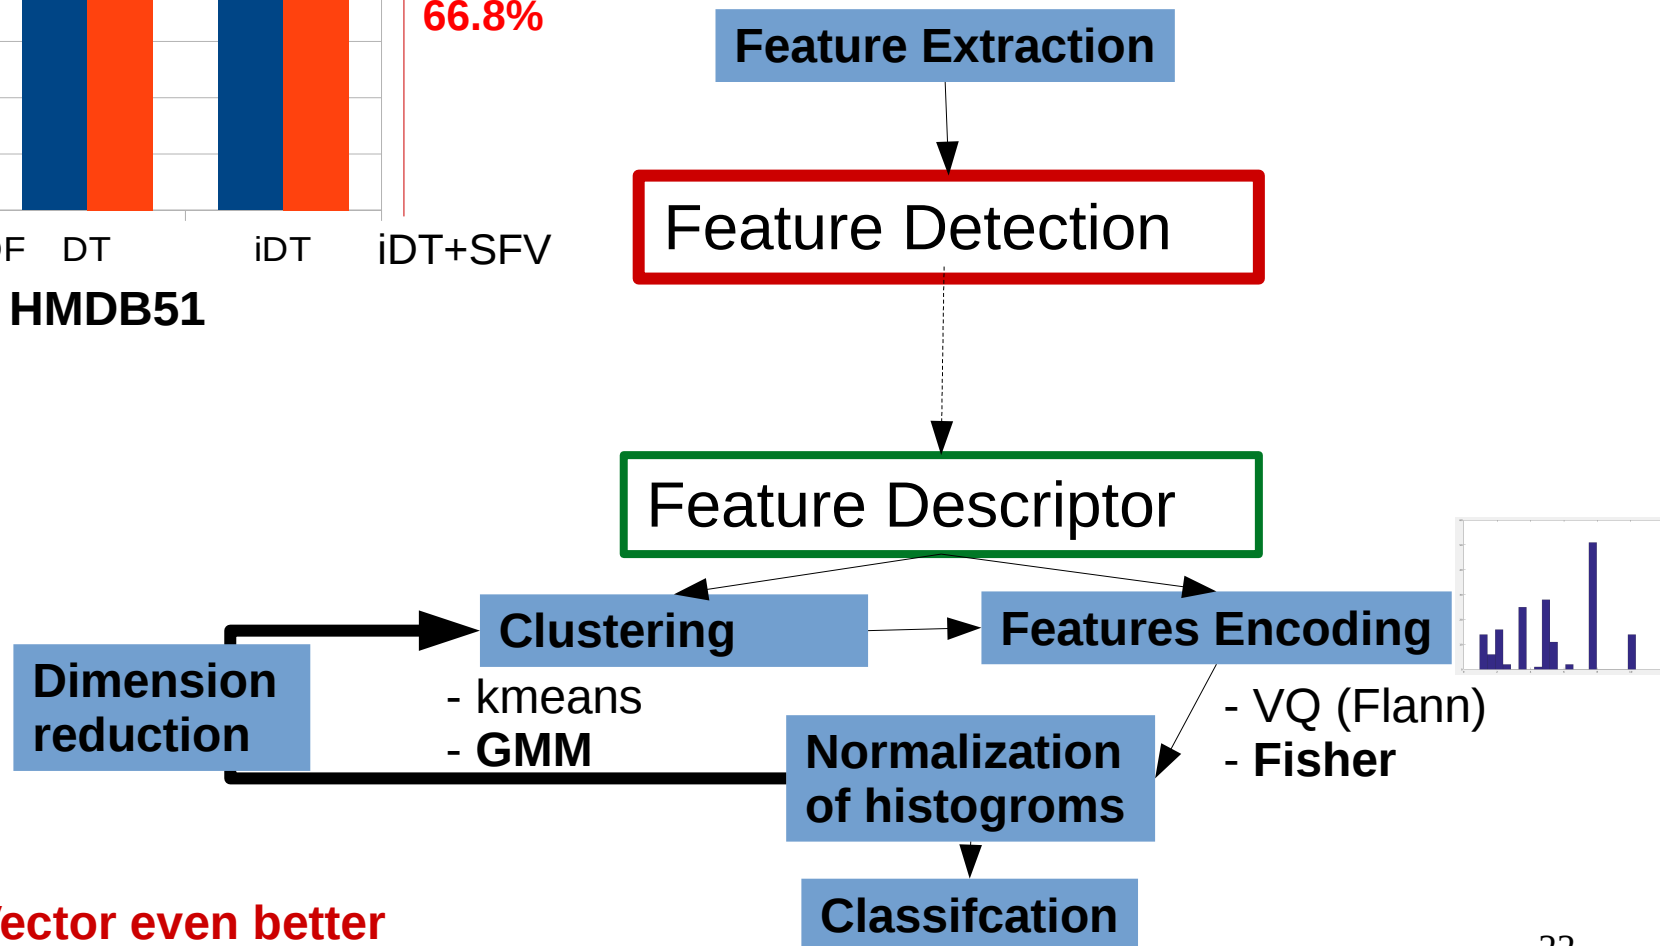 66.8%
Feature Extraction
Feature Detection
DT
iDT
iDT+SFV
HMDB51
Feature Descriptor
Clustering
Features Encoding
Dimension
reduction
- kmeans
- GMM
- VQ (Flann)
- Fisher
Normalization
of histogroms
Classifcation
ector even better